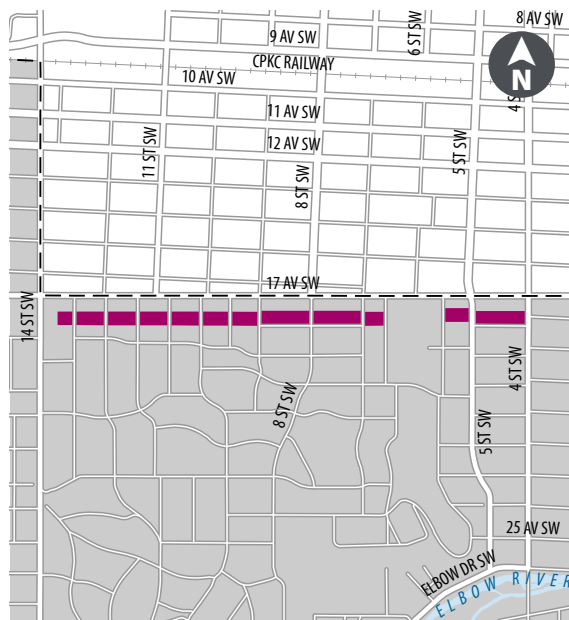 8 AV SW
9 AV SW
6 ST SW
CPKC RAILWAY
N
10 AV SW
4 S
11 AV SW
12 AV SW
11 ST SW
8 ST SW
5 ST SW
17 AV SW
14 ST SW
4 ST SW
8 ST SW
5 ST SW
25 AV SW
ELBOW DR SW
ELBOW RIVER